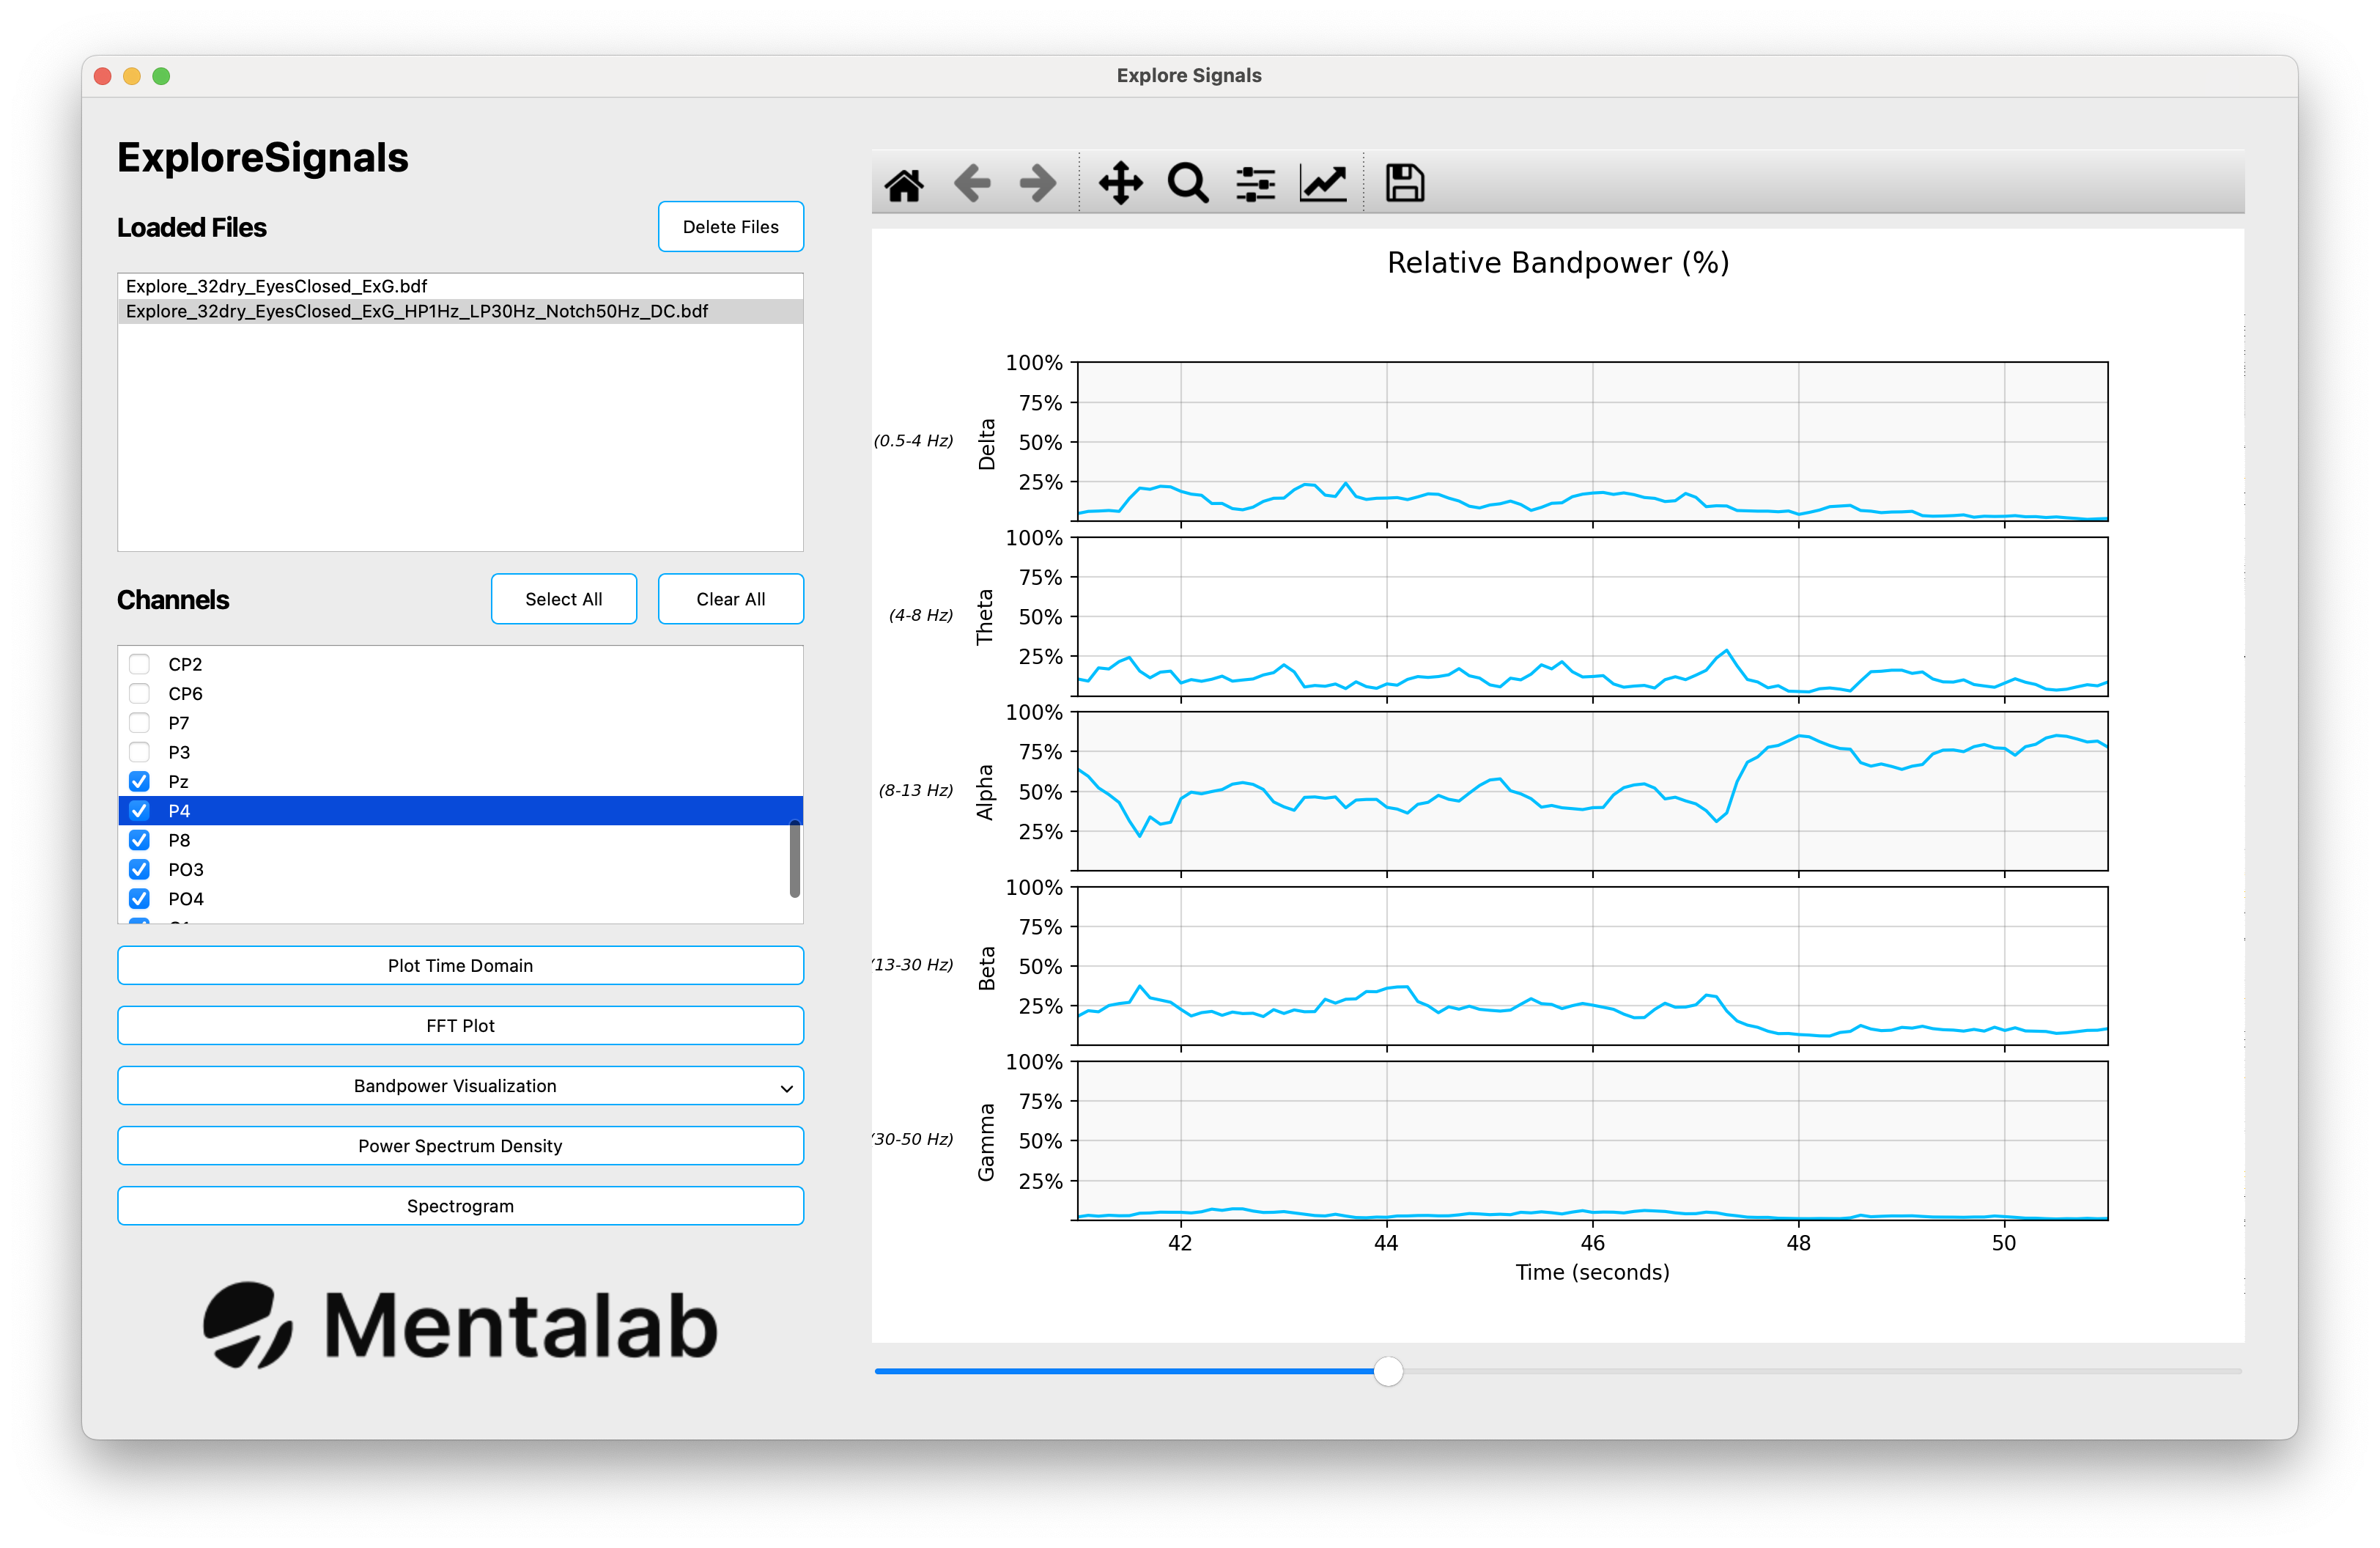 Explore Signals
ExploreSignals
Loaded Files
Delete Files
Explore_32dry_EyesClosed_ExG.bdf
Explore_32dry_EyesClosed_ExG_HP1Hz_LP30Hz_Notch50Hz_DC.bdf
Channels
Select All
Clear All
CP2
CP6
P7
P3
Pz
P4
P8
PO3
PO4
Plot Time Domain
FFT Plot
Bandpower Visualization
Power Spectrum Density
Spectrogram
Mentalab
Relative Bandpower (%)
(0.5-4 Hz)
Delta
100%
75%
50%
25%
(4-8 Hz)
Theta
100%
75%
50%
25%
(8-13 Hz)
Alpha
100%
75%
50%
25%
13-30 Hz)
Beta
100%
75%
50%
25%
30-50 Hz)
Gamma
100%
75%
50%
25%
42 44 46 48 50
Time (seconds)